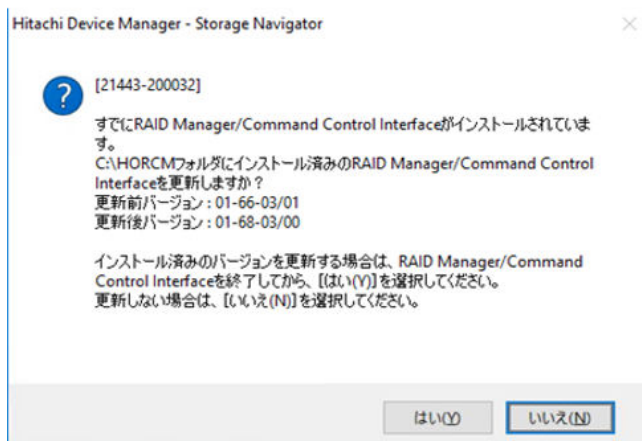 Hitachi Device Manager - Storage Navigator
[21443-200032]
すでにRAID Manager/Command Control Interfaceがインストールされていま
す。
C:\HORCMフォルダにインストール済みのRAID Manager/Command Control
Interfaceを更新しますか？
更新前バージョン : 01-66-03/01
更新後バージョン : 01-68-03/00
インストール済みのバージョンを更新する場合は、RAID Manager/Command
Control Interfaceを終了してから、[はい(Y)]を選択してください。
更新しない場合は、[いいえ(N)]を選択してください。
はい(Y)
いいえ(N)